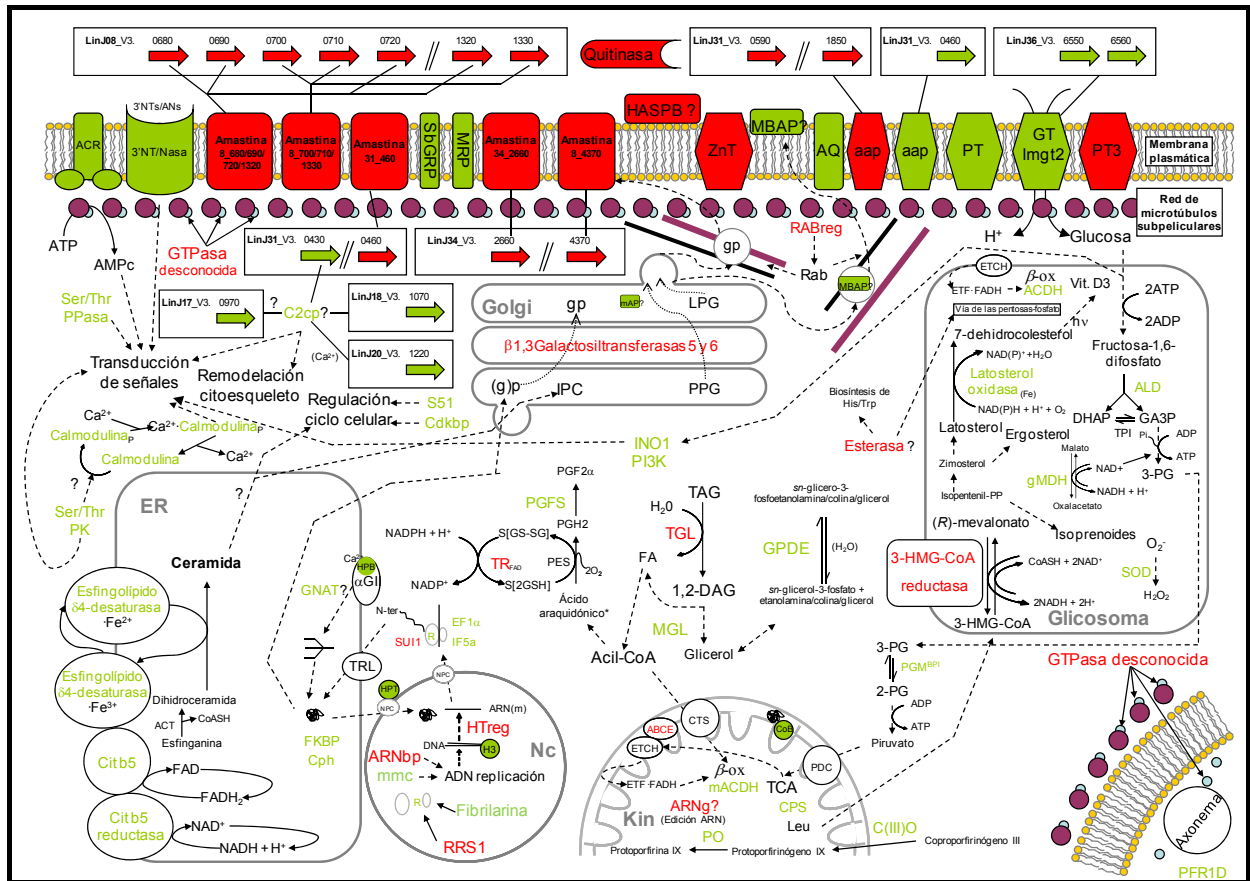 LinJ08_V3. 0680 0690 0700 0710 0720 // 1320 1330
Quitinasa
LinJ31_V3. 0590 // 1850
LinJ31_V3. 0460
LinJ36_V3. 6550 6560
ACR
3'NTs/ANs
3'NT/Nasa
Amastina
8_680/690/
720/1320
Amastina
8_700/710/
1330
Amastina
31_460
SbGRP
MRP
Amastina
34_2660
Amastina
8_4370
HASPB ?
ZnT
MBAP?
AQ
aap
aap
PT
GT
lmgt2
PT3
Membrana
plasmática
Red de
microtúbulos
subpeliculares
ATP
AMPc
GTPasa
desconocida
LinJ31_V3. 0430 // 0460
LinJ34_V3. 2660 // 4370
gp
RABreg
Rab
MBAP?
H+
Glucosa
Ser/Thr
PPasa
LinJ17_V3. 0970
?
C2cp?
LinJ18_V3. 1070
(Ca²⁺)
LinJ20_V3. 1220
Golgi
gp
mAP?
LPG
β1,3Galactosiltransferasas 5 y 6
(g)p
IPC
PPG
Transducción
de señales
Remodelación
citoesqueleto
Regulación
ciclo celular
S51
Cdkbp
INO1
PI3K
Ca²⁺
CalmodulinaP
Ca²⁺·CalmodulinaP
Calmodulina
Ca²⁺
?
Ser/Thr
PK
?
ETCH
ETF·FADH
β-ox
ACDH
Vit. D3
Vía de las pentosas-fosfato
7-dehidrocolesterol
hν
NAD(P)⁺+H₂O
Latosterol
oxidasa (Fe)
NAD(P)H + H⁺ + O₂
Latosterol
Ergosterol
Zimosterol
Isopentenil-PP
2ATP
2ADP
Fructosa-1,6-
difosfato
ALD
DHAP
GA3P
TPI
Pi
ADP
ATP
3-PG
Malato
gMDH
NAD+
NADH + H⁺
Oxalacetato
(R)-mevalonato
Isoprenoides
3-HMG-CoA
reductasa
CoASH + 2NAD⁺
2NADH + 2H⁺
3-HMG-CoA
O₂⁻
SOD
H₂O₂
Glicosoma
Biosíntesis de
His/Trp
Esterasa ?
ER
Ceramida
Esfingolípido
δ4-desaturasa
·Fe²⁺
Esfingolípido
δ4-desaturasa
·Fe³⁺
Dihidroceramida
ACT
CoASH
Esfinganina
Citb5
FAD
FADH₂
Citb5
reductasa
NAD⁺
NADH + H⁺
Ca²⁺
HPB
αGI
GNAT?
TRL
FKBP
Cph
PGF2α
PGFS
PGH2
NADPH + H⁺
S[GS-SG]
TRFAD
PES
2O₂
NADP⁺
S[2GSH]
Ácido
araquidónico*
N-ter
SUI1
R
EF1α
IF5a
H₂0
TAG
TGL
FA
1,2-DAG
MGL
Acil-CoA
Glicerol
sn-glicero-3-
fosfoetanolamina/colina/glicerol
GPDE
(H₂O)
sn-glicerol-3-fosfato +
etanolamina/colina/glicerol
HPT
NPC
NPC
ARN(m)
HTreg
DNA
H3
Nc
ARNbp
mmc
ADN replicación
R
Fibrilarina
RRS1
ABCE
ETCH
CTS
CoB
PDC
ETF·FADH
β-ox
mACDH
TCA
CPS
Kin
ARNg?
(Edición ARN)
Leu
PO
C(III)O
Protoporfirina IX
Protoporfirinógeno IX
Coproporfirinógeno III
3-PG
PGMBPI
2-PG
ADP
ATP
Piruvato
GTPasa desconocida
Axonema
PFR1D